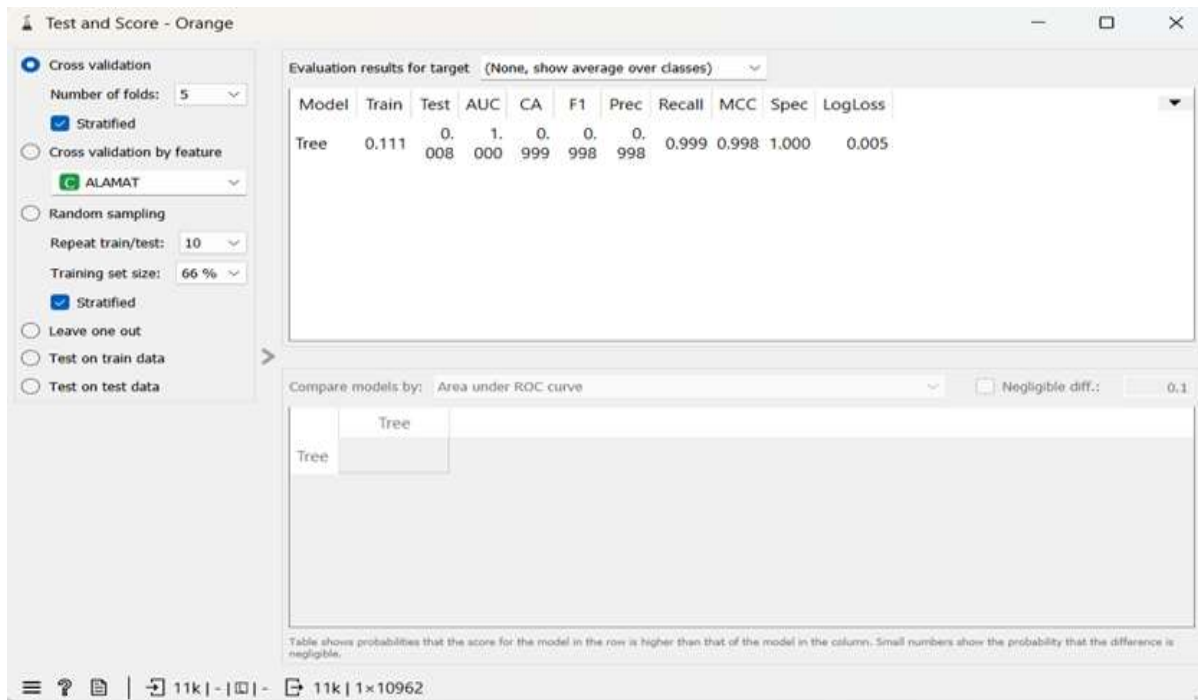 Test and Score - Orange
Cross validation
Number of folds: 5
Stratified
Cross validation by feature
C ALAMAT
Random sampling
Repeat train/test: 10
Training set size: 66 %
Stratified
Leave one out
Test on train data
Test on test data
>
Evaluation results for target (None, show average over classes)
Model Train Test AUC CA F1 Prec Recall MCC Spec LogLoss
Tree 0.111 0.008 1.000 0.999 0.998 0.998 0.999 0.998 1.000 0.005
Compare models by: Area under ROC curve Negligible diff.: 0.1
Tree
Tree
Table shows probabilities that the score for the model in the row is higher than that of the model in the column. Small numbers show the probability that the difference is
negligible.
11k | - | - 11k | 1×10962